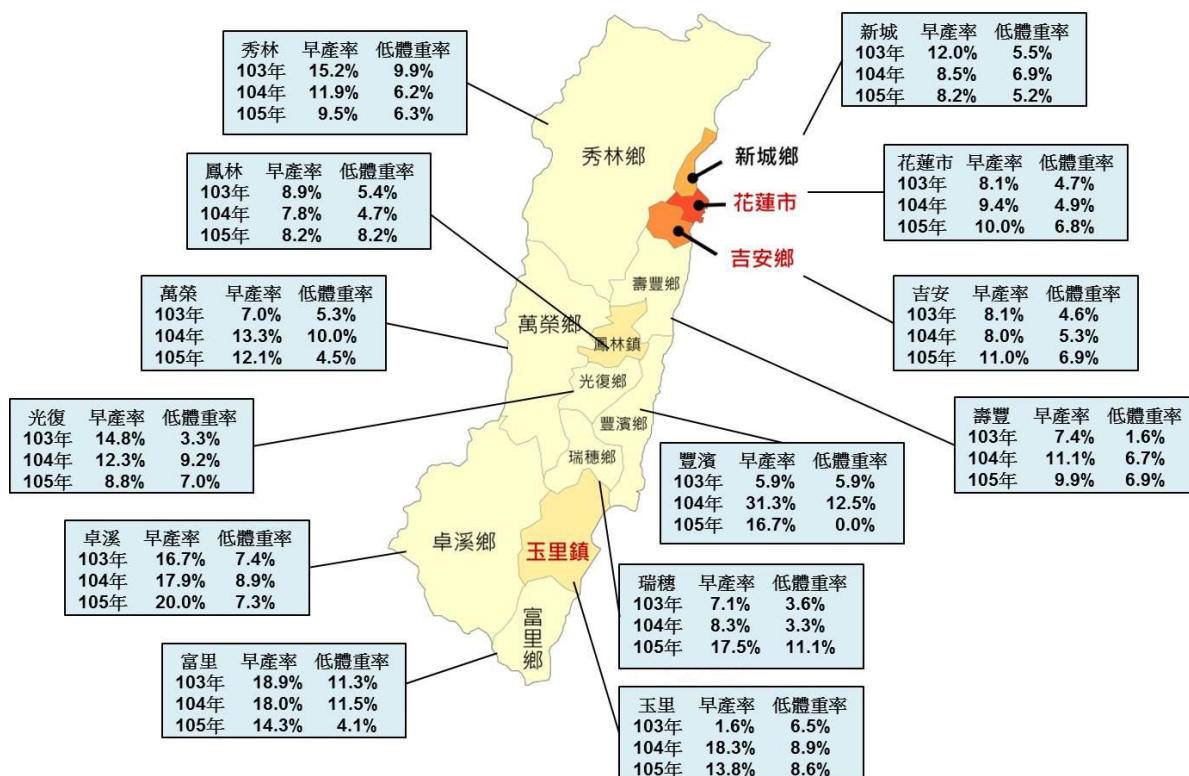 秀林 早產率 低體重率
103年 15.2% 9.9%
104年 11.9% 6.2%
105年 9.5% 6.3%
新城 早產率 低體重率
103年 12.0% 5.5%
104年 8.5% 6.9%
105年 8.2% 5.2%
鳳林 早產率 低體重率
103年 8.9% 5.4%
104年 7.8% 4.7%
105年 8.2% 8.2%
花蓮市 早產率 低體重率
103年 8.1% 4.7%
104年 9.4% 4.9%
105年 10.0% 6.8%
萬榮 早產率 低體重率
103年 7.0% 5.3%
104年 13.3% 10.0%
105年 12.1% 4.5%
吉安 早產率 低體重率
103年 8.1% 4.6%
104年 8.0% 5.3%
105年 11.0% 6.9%
光復 早產率 低體重率
103年 14.8% 3.3%
104年 12.3% 9.2%
105年 8.8% 7.0%
壽豐 早產率 低體重率
103年 7.4% 1.6%
104年 11.1% 6.7%
105年 9.9% 6.9%
豐濱 早產率 低體重率
103年 5.9% 5.9%
104年 31.3% 12.5%
105年 16.7% 0.0%
卓溪 早產率 低體重率
103年 16.7% 7.4%
104年 17.9% 8.9%
105年 20.0% 7.3%
瑞穗 早產率 低體重率
103年 7.1% 3.6%
104年 8.3% 3.3%
105年 17.5% 11.1%
富里 早產率 低體重率
103年 18.9% 11.3%
104年 18.0% 11.5%
105年 14.3% 4.1%
玉里 早產率 低體重率
103年 1.6% 6.5%
104年 18.3% 8.9%
105年 13.8% 8.6%
秀林鄉
新城鄉
花蓮市
吉安鄉
壽豐鄉
萬榮鄉
鳳林鎮
光復鄉
豐濱鄉
瑞穗鄉
卓溪鄉
玉里鎮
富里鄉